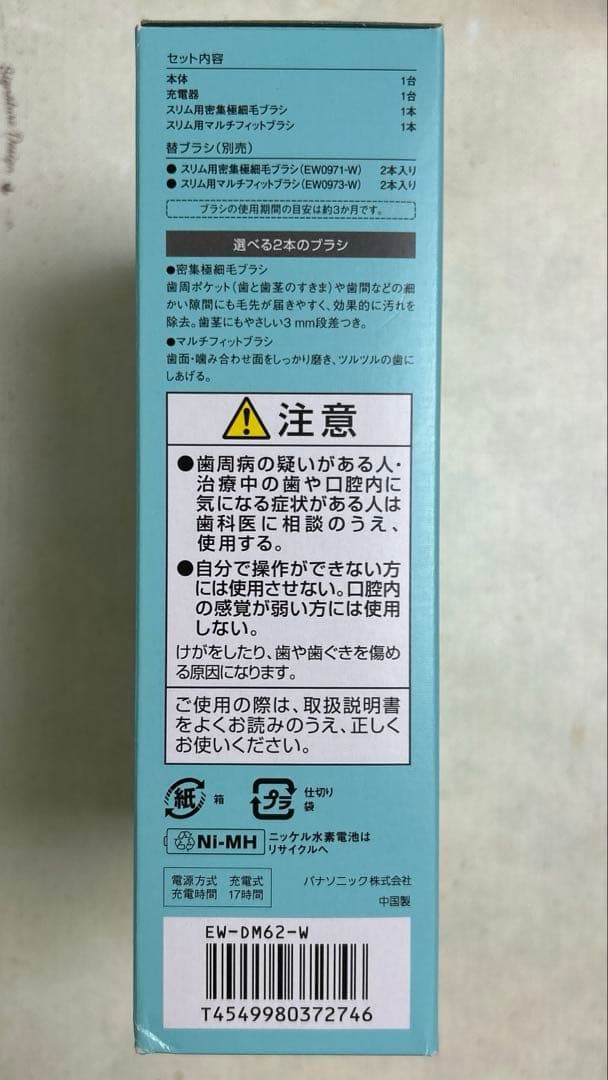 Signature Design
セット内容
本体 1台
充電器 1台
スリム用密集極細毛ブラシ 1本
スリム用マルチフィットブラシ 1本
替ブラシ(別売)
● スリム用密集極細毛ブラシ(EW0971-W) 2本入り
● スリム用マルチフィットブラシ(EW0973-W) 2本入り
ブラシの使用期間の目安は約3か月です。
選べる2本のブラシ
●密集極細毛ブラシ
歯周ポケット(歯と歯茎のすきま)や歯間などの細
かい隙間にも毛先が届きやすく、効果的に汚れを
除去。歯茎にもやさしい3 mm段差つき。
●マルチフィットブラシ
歯面・噛み合わせ面をしっかり磨き、ツルツルの歯に
しあげる。
注意
●歯周病の疑いがある人・
治療中の歯や口腔内に
気になる症状がある人は
歯科医に相談のうえ、
使用する。
●自分で操作ができない方
には使用させない。口腔内
の感覚が弱い方には使用
しない。
けがをしたり、歯や歯ぐきを傷め
る原因になります。
ご使用の際は、取扱説明書
をよくお読みのうえ、正しく
お使いください。
紙 箱 プラ 仕切り
袋
Ni-MH ニッケル水素電池は
リサイクルへ
電源方式 充電式
充電時間 17時間
パナソニック株式会社
中国製
EW-DM62-W
T4549980372746